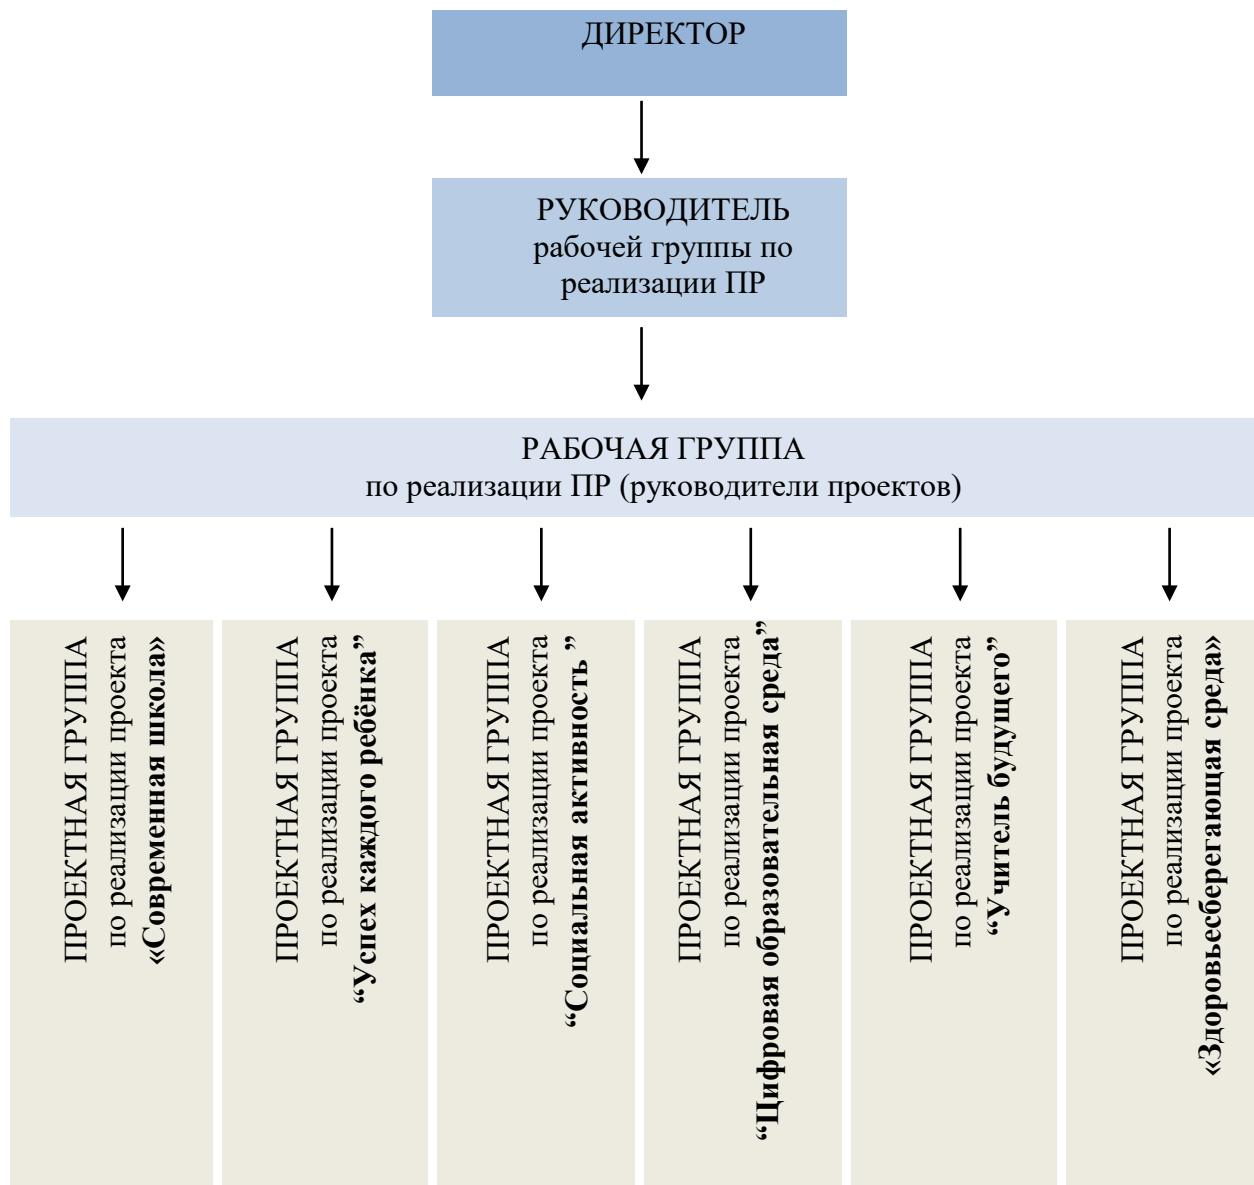 ДИРЕКТОР
РУКОВОДИТЕЛЬ
рабочей группы по
реализации ПР
РАБОЧАЯ ГРУППА
по реализации ПР (руководители проектов)
ПРОЕКТНАЯ ГРУППА
по реализации проекта
«Современная школа»
ПРОЕКТНАЯ ГРУППА
по реализации проекта
“Успех каждого ребёнка”
ПРОЕКТНАЯ ГРУППА
по реализации проекта
“Социальная активность ”
ПРОЕКТНАЯ ГРУППА
по реализации проекта
“Цифровая образовательная среда”
ПРОЕКТНАЯ ГРУППА
по реализации проекта
“Учитель будущего”
ПРОЕКТНАЯ ГРУППА
по реализации проекта
«Здоровьесберегающая среда»